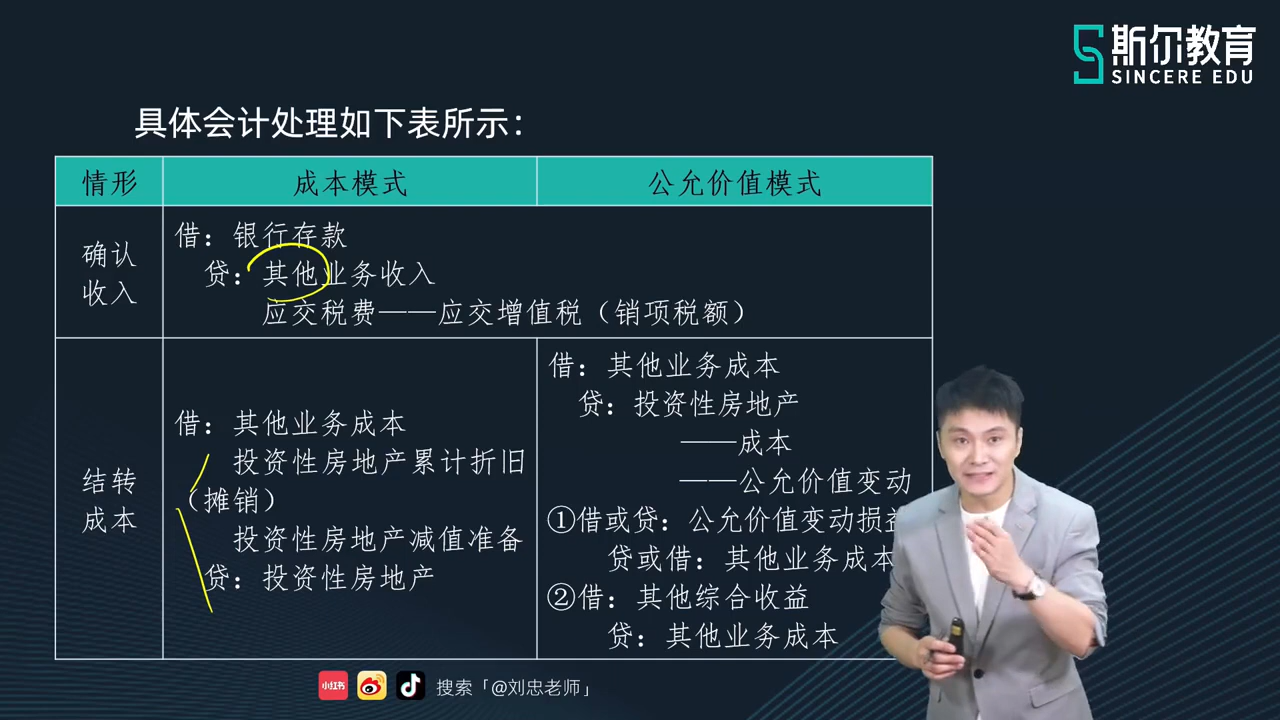 斯尔教育
SINCERE EDU
具体会计处理如下表所示：
情形
成本模式
公允价值模式
确认
收入
借：银行存款
贷：其他业务收入
应交税费——应交增值税（销项税额）
结转
成本
借：其他业务成本
投资性房地产累计折旧
（摊销）
投资性房地产减值准备
贷：投资性房地产
借：其他业务成本
贷：投资性房地产
——成本
——公允价值变动
①借或贷：公允价值变动损益
贷或借：其他业务成本
②借：其他综合收益
贷：其他业务成本
小红书
搜索「@刘忠老师」